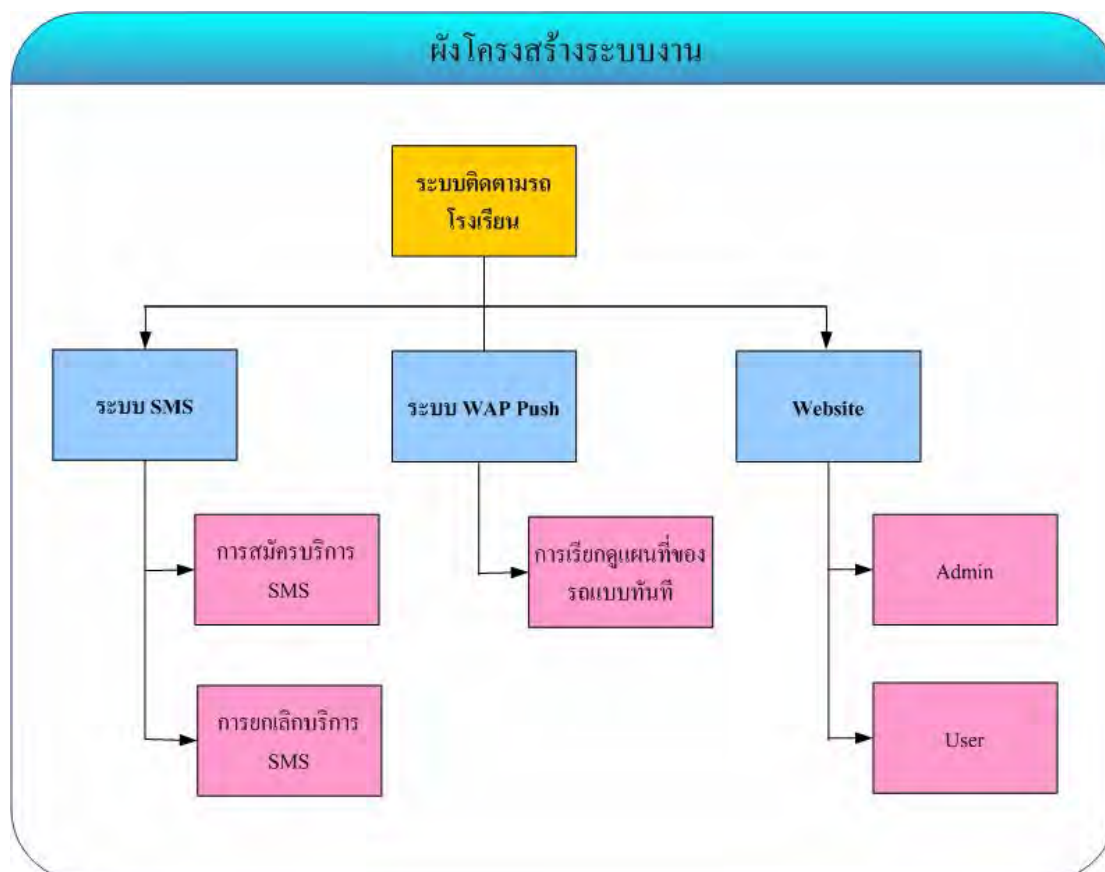 ผังโครงสร้างระบบงาน
ระบบติดตามรถ
โรงเรียน
ระบบ SMS
ระบบ WAP Push
Website
การสมัครบริการ
SMS
การเรียกดูแผนที่ของ
รถแบบทันที
Admin
การยกเลิกบริการ
SMS
User